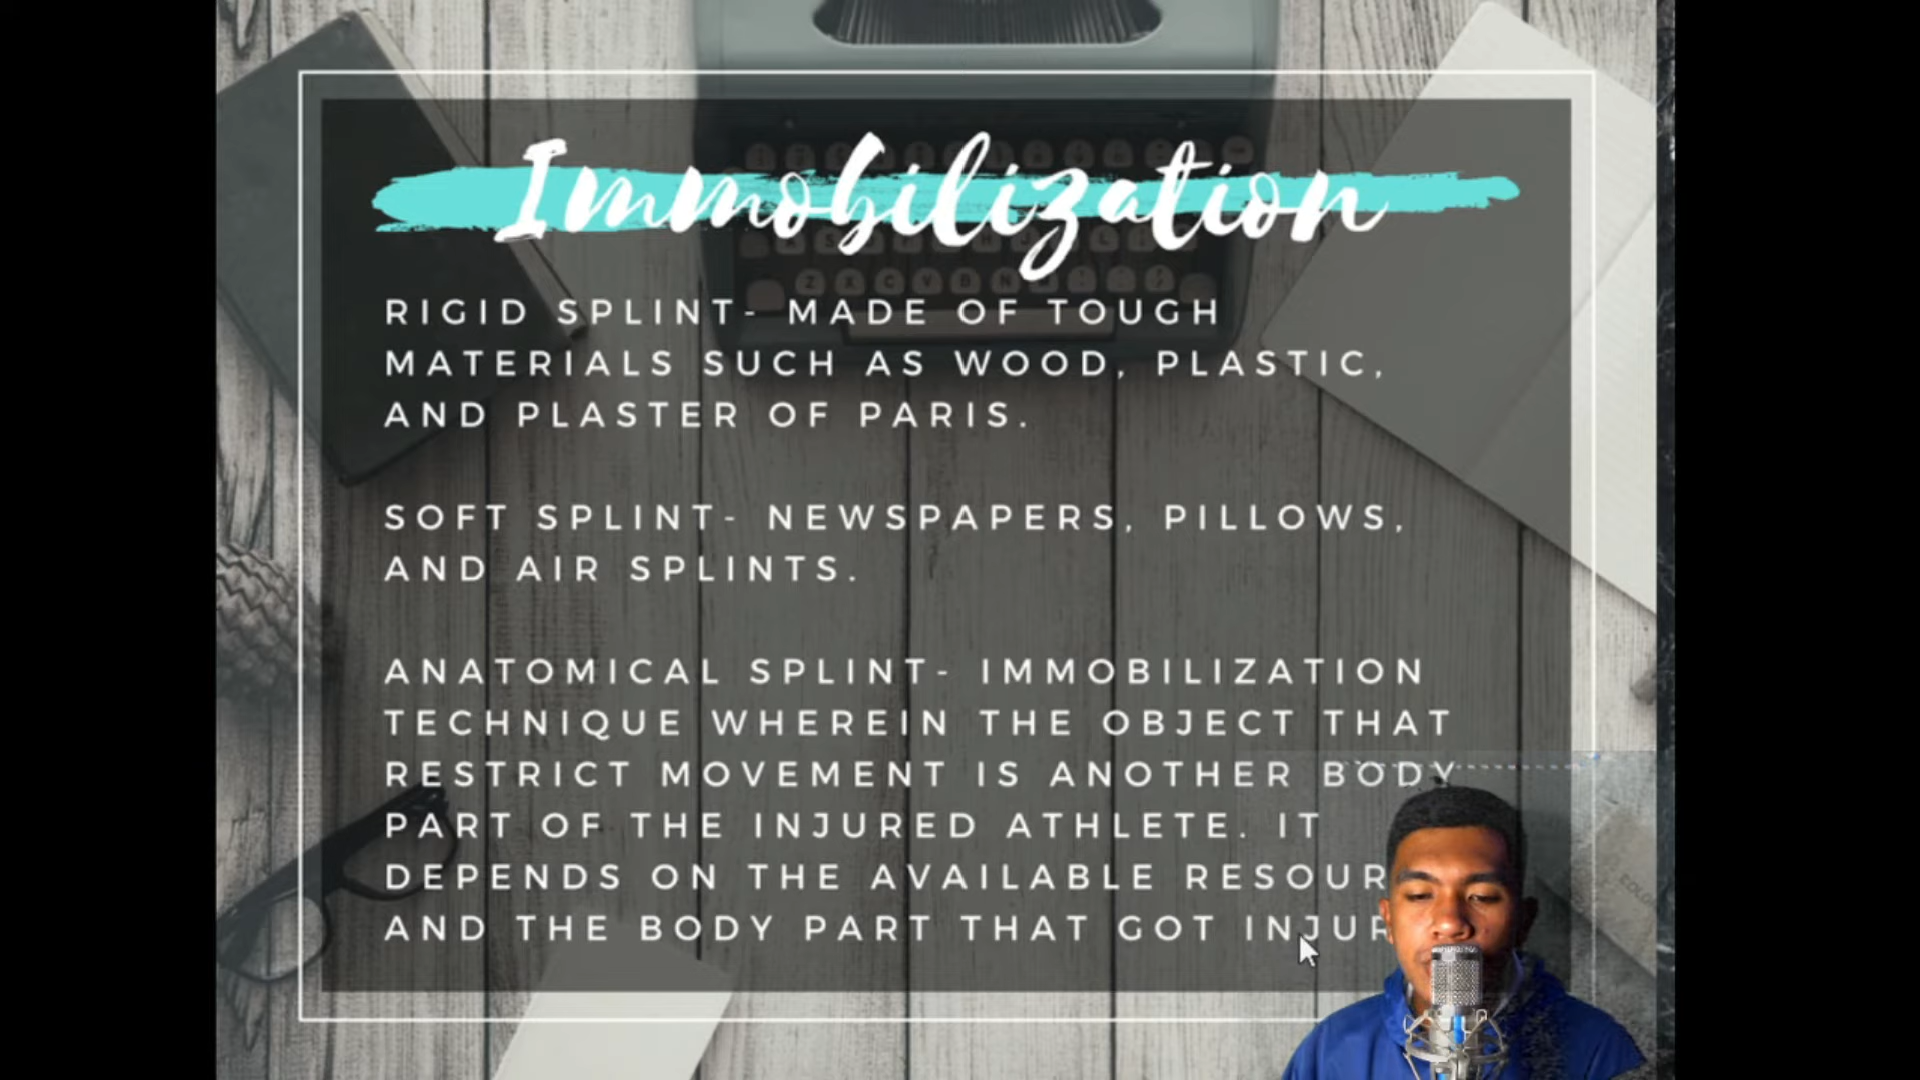 Immobilization
RIGID SPLINT- MADE OF TOUGH
MATERIALS SUCH AS WOOD, PLASTIC,
AND PLASTER OF PARIS.
SOFT SPLINT- NEWSPAPERS, PILLOWS,
AND AIR SPLINTS.
ANATOMICAL SPLINT- IMMOBILIZATION
TECHNIQUE WHEREIN THE OBJECT THAT
RESTRICT MOVEMENT IS ANOTHER BODY
PART OF THE INJURED ATHLETE. IT
DEPENDS ON THE AVAILABLE
AND THE BODY PART THAT GOT